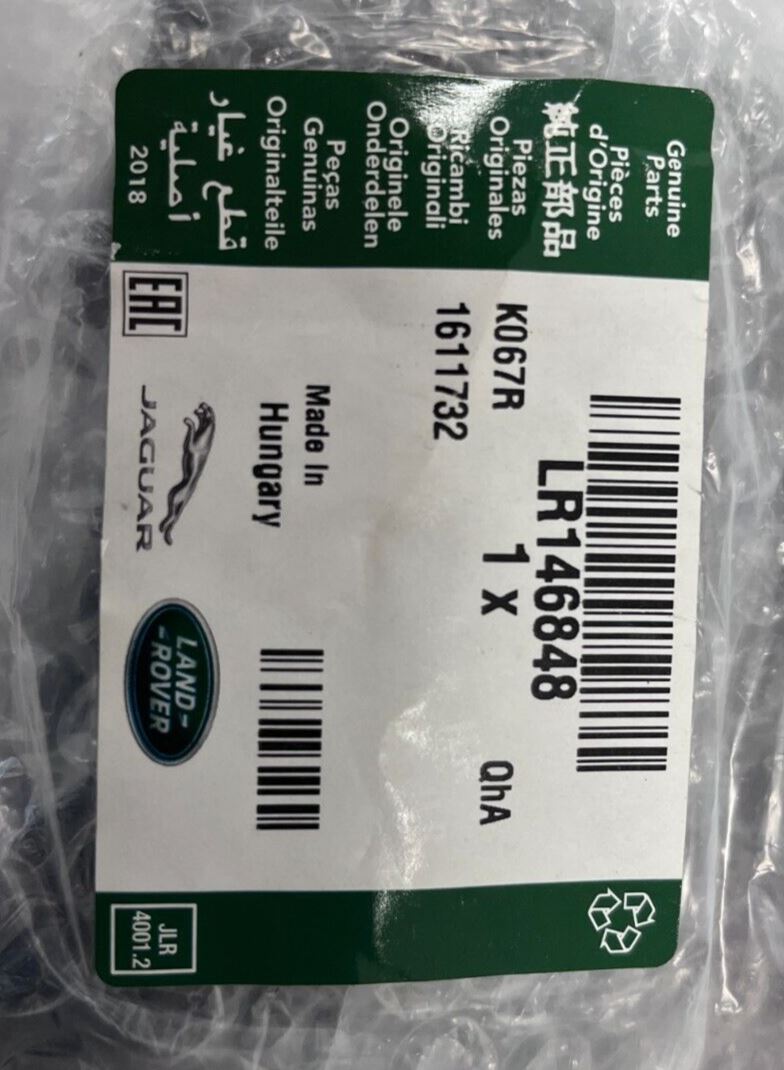 Genuine
Parts
Pièces
d'Origine
純正部品
Piezas
Originales
Ricambi
Originali
Originele
Onderdelen
Peças
Genuinas
Originalteile
قطع غيار
أصلية
2018
LR146848
K067R 1 X QhA
1611732
Made In
Hungary
EAC
JAGUAR
LAND-
-ROVER
JLR
4001.2